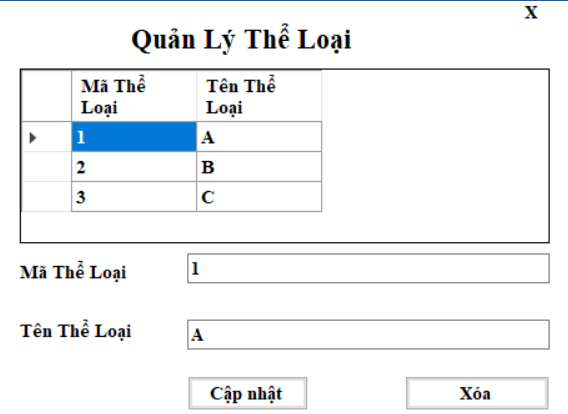 X
Quản Lý Thể Loại
Mã Thể Loại Tên Thể Loại
1 A
2 B
3 C
Mã Thể Loại 1
Tên Thể Loại A
Cập nhật Xóa